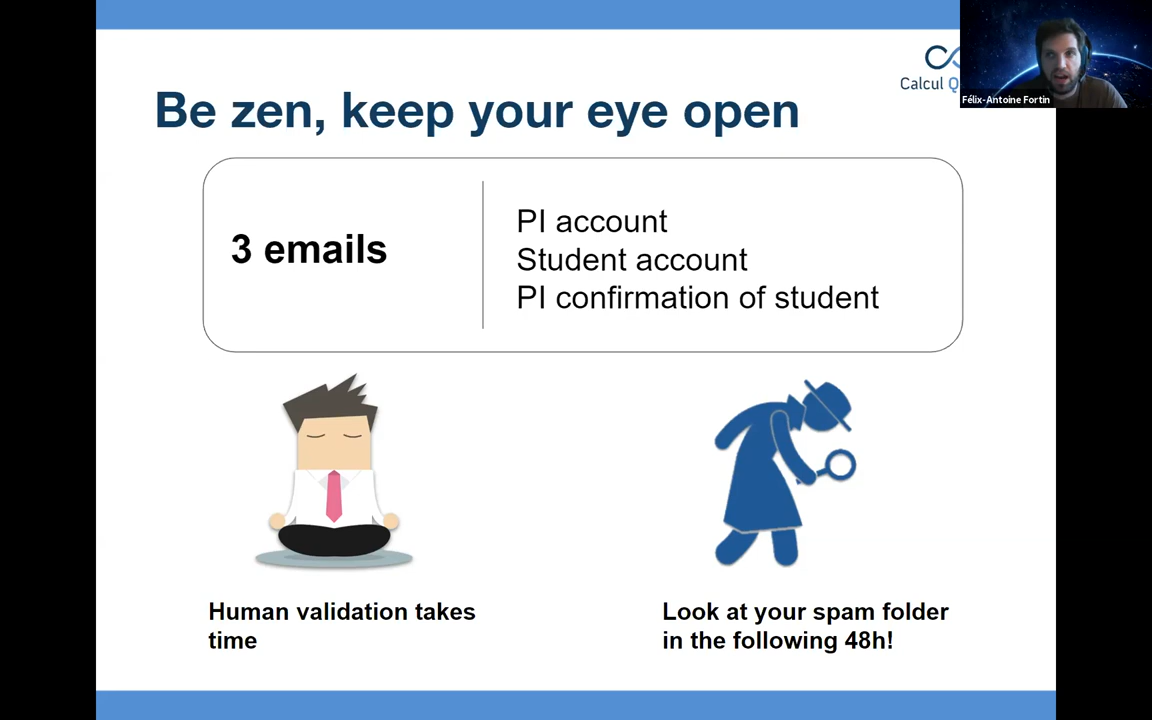 Calcul Q
Félix-Antoine Fortin
Be zen, keep your eye open
3 emails
PI account
Student account
PI confirmation of student
Human validation takes
time
Look at your spam folder
in the following 48h!